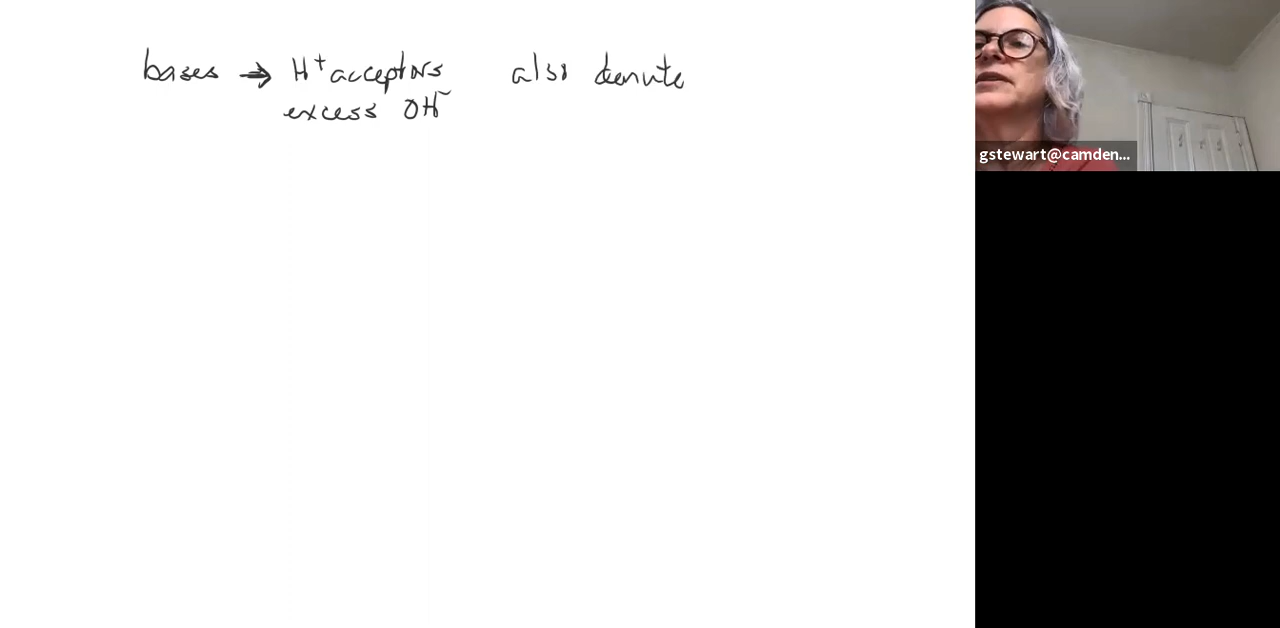 bases → H⁺ acceptors also denote
excess OH⁻
gstewart@camden...